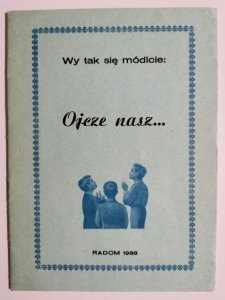 Wy tak się módlcie:
Ojcze nasz...
RADOM 1988